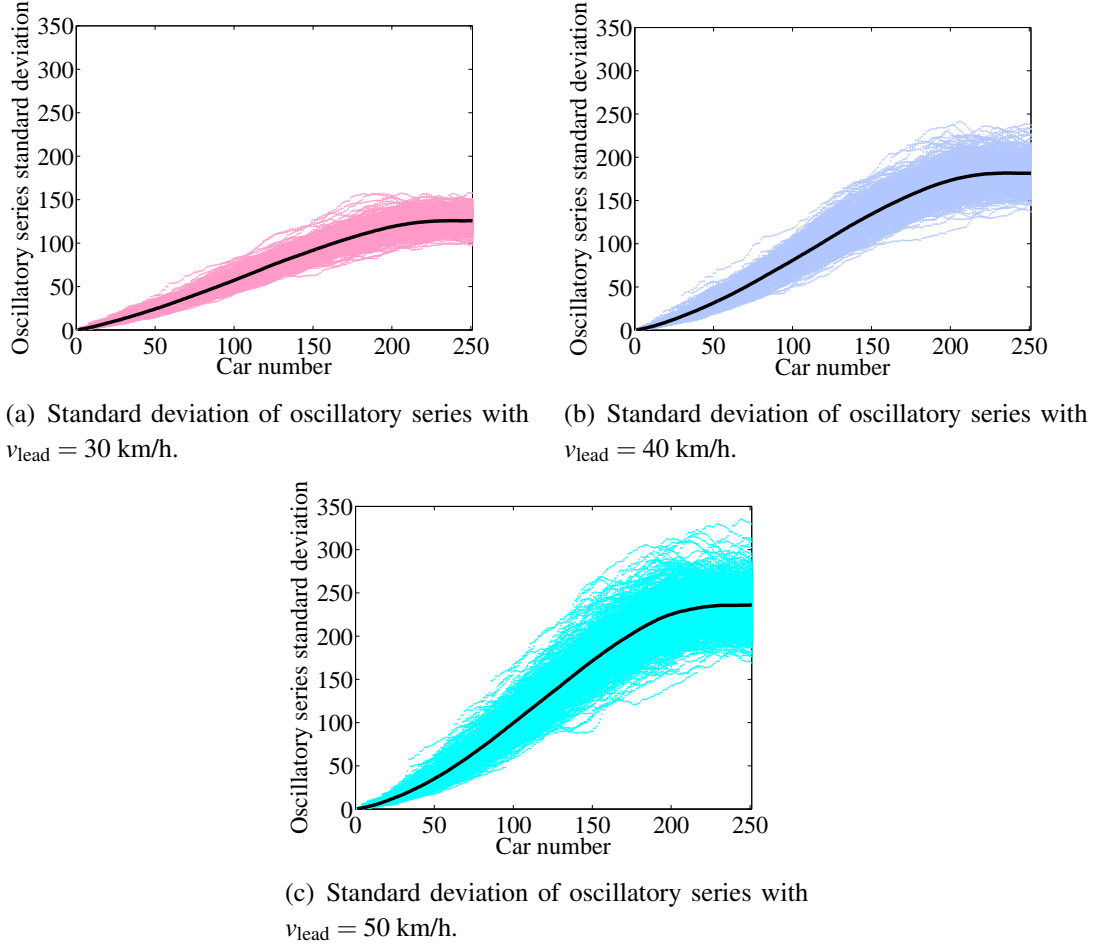 Oscillatory series standard deviation
350
300
250
200
150
100
50
0
0 50 100 150 200 250
Car number
(a) Standard deviation of oscillatory series with
v_lead = 30 km/h.
Oscillatory series standard deviation
350
300
250
200
150
100
50
0
0 50 100 150 200 250
Car number
(b) Standard deviation of oscillatory series with
v_lead = 40 km/h.
Oscillatory series standard deviation
350
300
250
200
150
100
50
0
0 50 100 150 200 250
Car number
(c) Standard deviation of oscillatory series with
v_lead = 50 km/h.